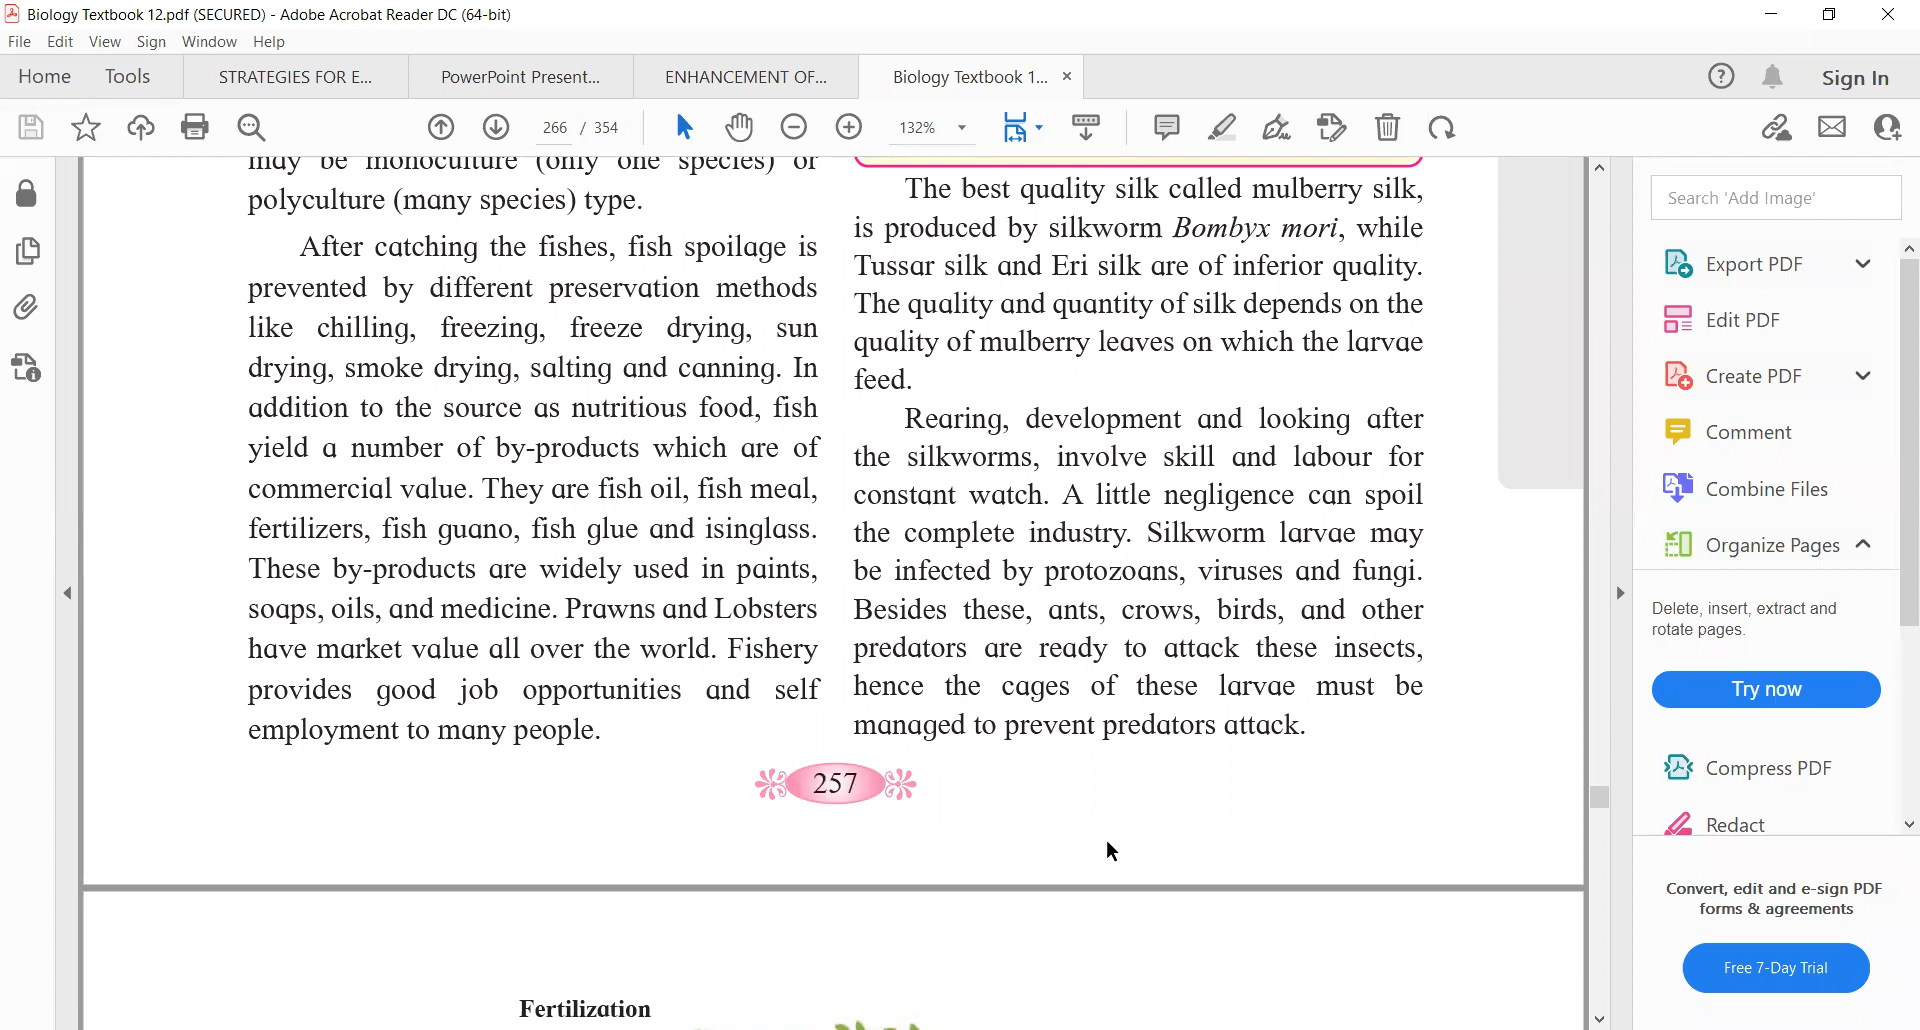 Biology Textbook 12.pdf (SECURED) - Adobe Acrobat Reader DC (64-bit)
File Edit View Sign Window Help
Home Tools STRATEGIES FOR E... PowerPoint Present... ENHANCEMENT OF... Biology Textbook 1... × Sign In
266 / 354 132%
may be monoculture (only one species) or
polyculture (many species) type.
After catching the fishes, fish spoilage is
prevented by different preservation methods
like chilling, freezing, freeze drying, sun
drying, smoke drying, salting and canning. In
addition to the source as nutritious food, fish
yield a number of by-products which are of
commercial value. They are fish oil, fish meal,
fertilizers, fish guano, fish glue and isinglass.
These by-products are widely used in paints,
soaps, oils, and medicine. Prawns and Lobsters
have market value all over the world. Fishery
provides good job opportunities and self
employment to many people.
The best quality silk called mulberry silk,
is produced by silkworm Bombyx mori, while
Tussar silk and Eri silk are of inferior quality.
The quality and quantity of silk depends on the
quality of mulberry leaves on which the larvae
feed.
Rearing, development and looking after
the silkworms, involve skill and labour for
constant watch. A little negligence can spoil
the complete industry. Silkworm larvae may
be infected by protozoans, viruses and fungi.
Besides these, ants, crows, birds, and other
predators are ready to attack these insects,
hence the cages of these larvae must be
managed to prevent predators attack.
257
Fertilization
Search 'Add Image'
Export PDF
Edit PDF
Create PDF
Comment
Combine Files
Organize Pages
Delete, insert, extract and
rotate pages.
Try now
Compress PDF
Redact
Convert, edit and e-sign PDF
forms & agreements
Free 7-Day Trial